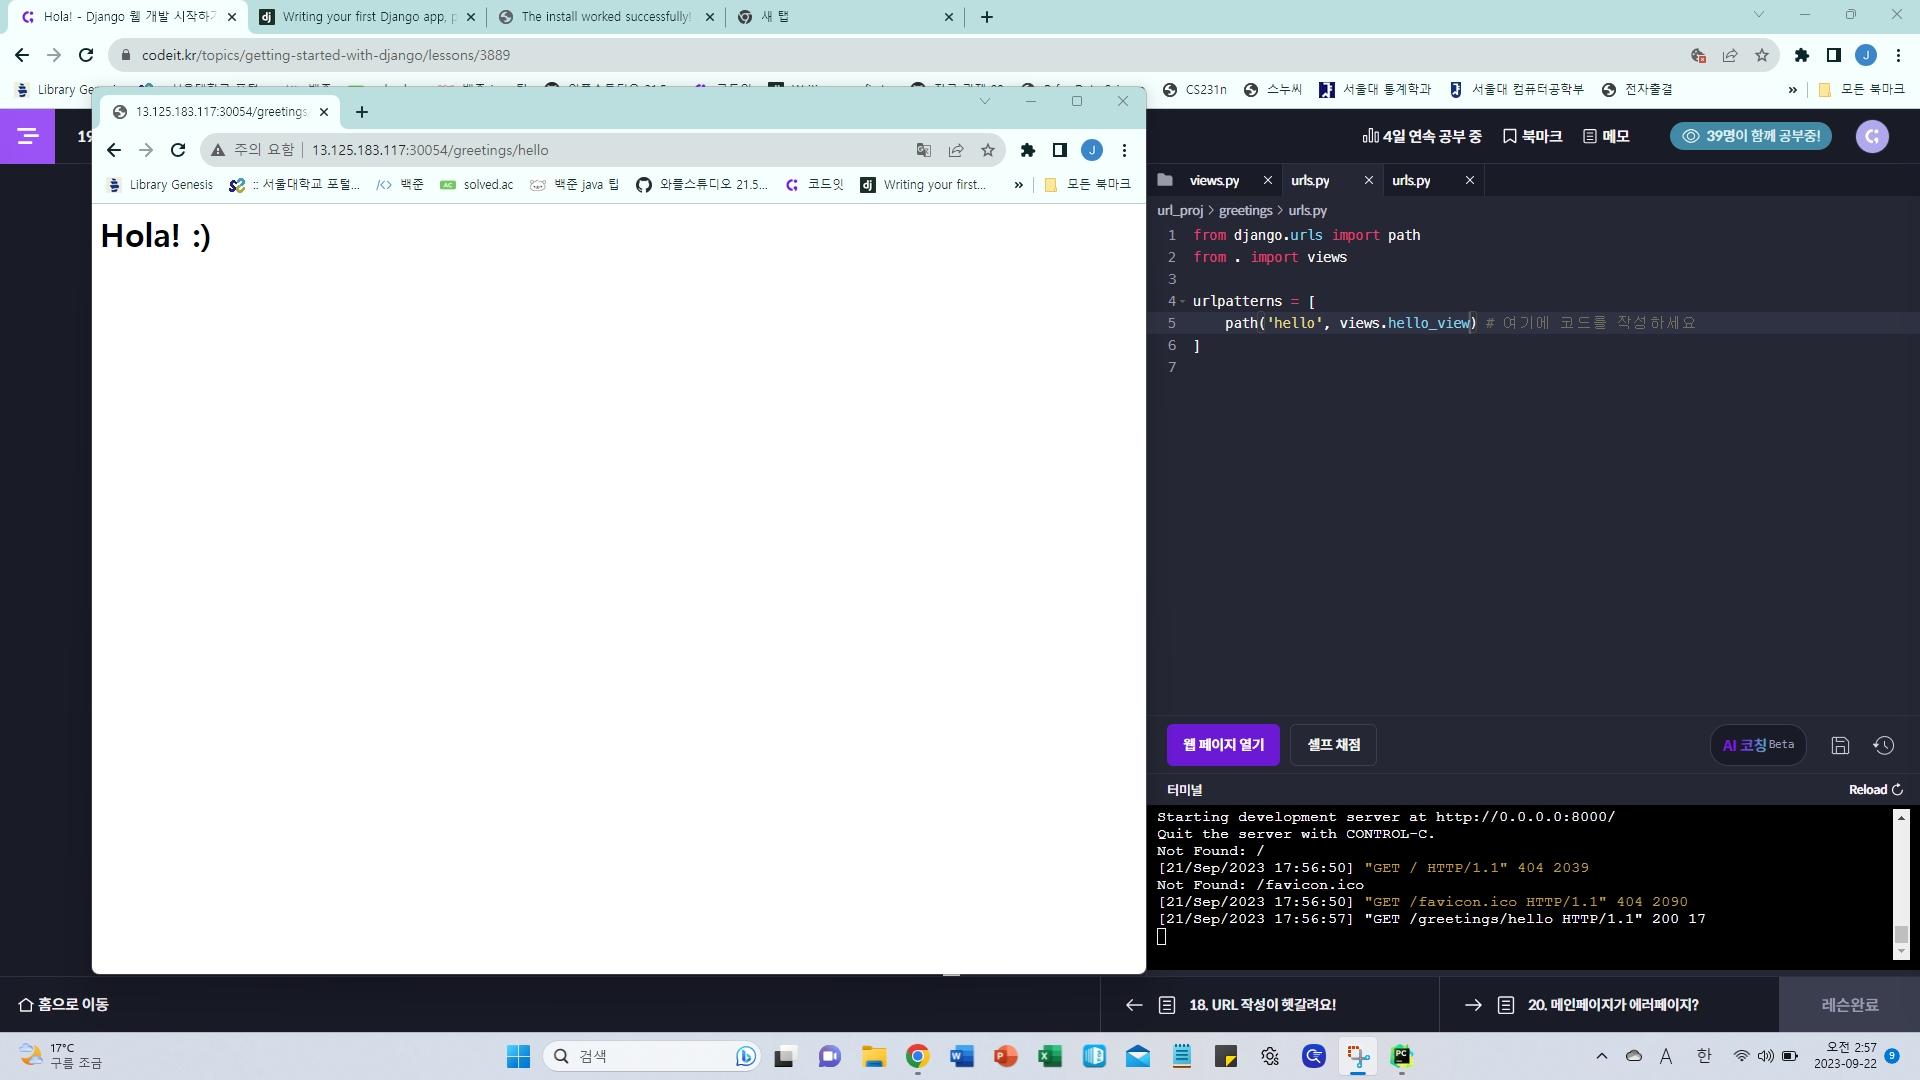 Hola! - Django 웹 개발 시작하기
Writing your first Django app, p
The install worked successfully!
새 탭
codeit.kr/topics/getting-started-with-django/lessons/3889
J
Library Ge
CS231n
스누씨
서울대 통계학과
서울대 컴퓨터공학부
전자출결
»
모든 북마크
13.125.183.117:30054/greetings
주의 요함
13.125.183.117:30054/greetings/hello
J
Library Genesis
:: 서울대학교 포털...
백준
solved.ac
백준 java 팁
와플스튜디오 21.5...
코드잇
Writing your first...
»
모든 북마크
Hola! :)
19
4일 연속 공부 중
북마크
메모
39명이 함께 공부중!
views.py
urls.py
urls.py
url_proj > greetings > urls.py
1 from django.urls import path
2 from . import views
3
4 urlpatterns = [
5 path('hello', views.hello_view) # 여기에 코드를 작성하세요
6 ]
7
웹 페이지 열기
셀프 채점
AI 코칭 Beta
터미널
Reload
Starting development server at http://0.0.0.0:8000/
Quit the server with CONTROL-C.
Not Found: /
[21/Sep/2023 17:56:50] "GET / HTTP/1.1" 404 2039
Not Found: /favicon.ico
[21/Sep/2023 17:56:50] "GET /favicon.ico HTTP/1.1" 404 2090
[21/Sep/2023 17:56:57] "GET /greetings/hello HTTP/1.1" 200 17
홈으로 이동
18. URL 작성이 헷갈려요!
20. 메인페이지가 에러페이지?
레슨완료
17°C
구름 조금
검색
A
한
오전 2:57
2023-09-22
9